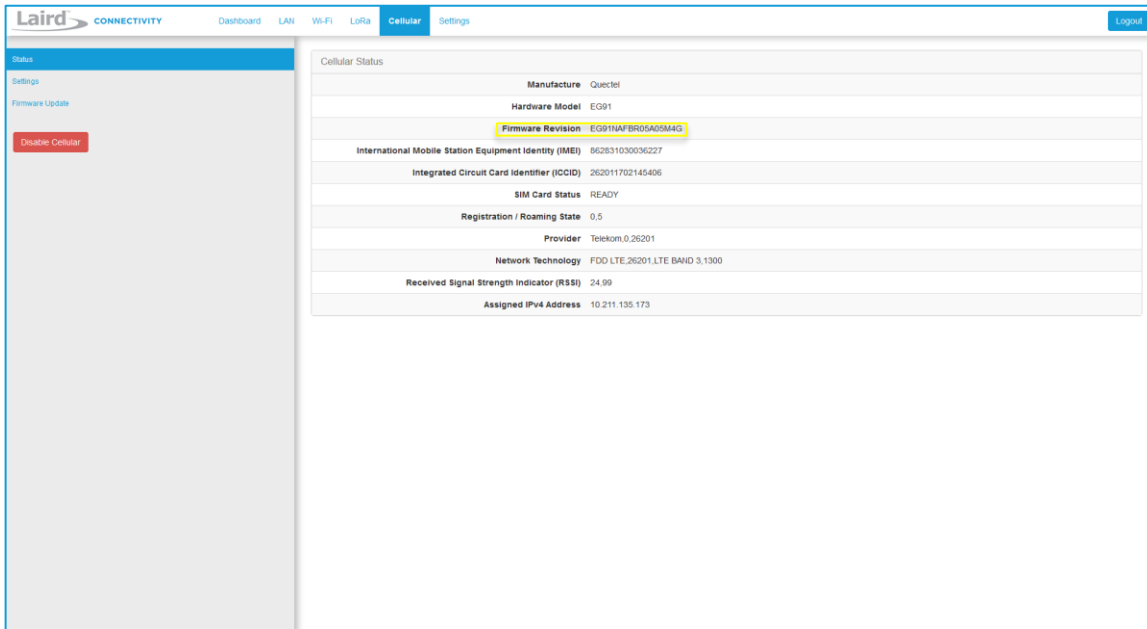 Laird CONNECTIVITY Dashboard LAN Wi-Fi LoRa Cellular Settings Logout
Status
Settings
Firmware Update
Disable Cellular
Cellular Status
Manufacture Quectel
Hardware Model EG91
Firmware Revision EG91NAFBR05A05M4G
International Mobile Station Equipment Identity (IMEI) 862831030036227
Integrated Circuit Card Identifier (ICCID) 262011702145406
SIM Card Status READY
Registration / Roaming State 0,5
Provider Telekom,0,26201
Network Technology FDD LTE,26201,LTE BAND 3,1300
Received Signal Strength Indicator (RSSI) 24,99
Assigned IPv4 Address 10.211.135.173